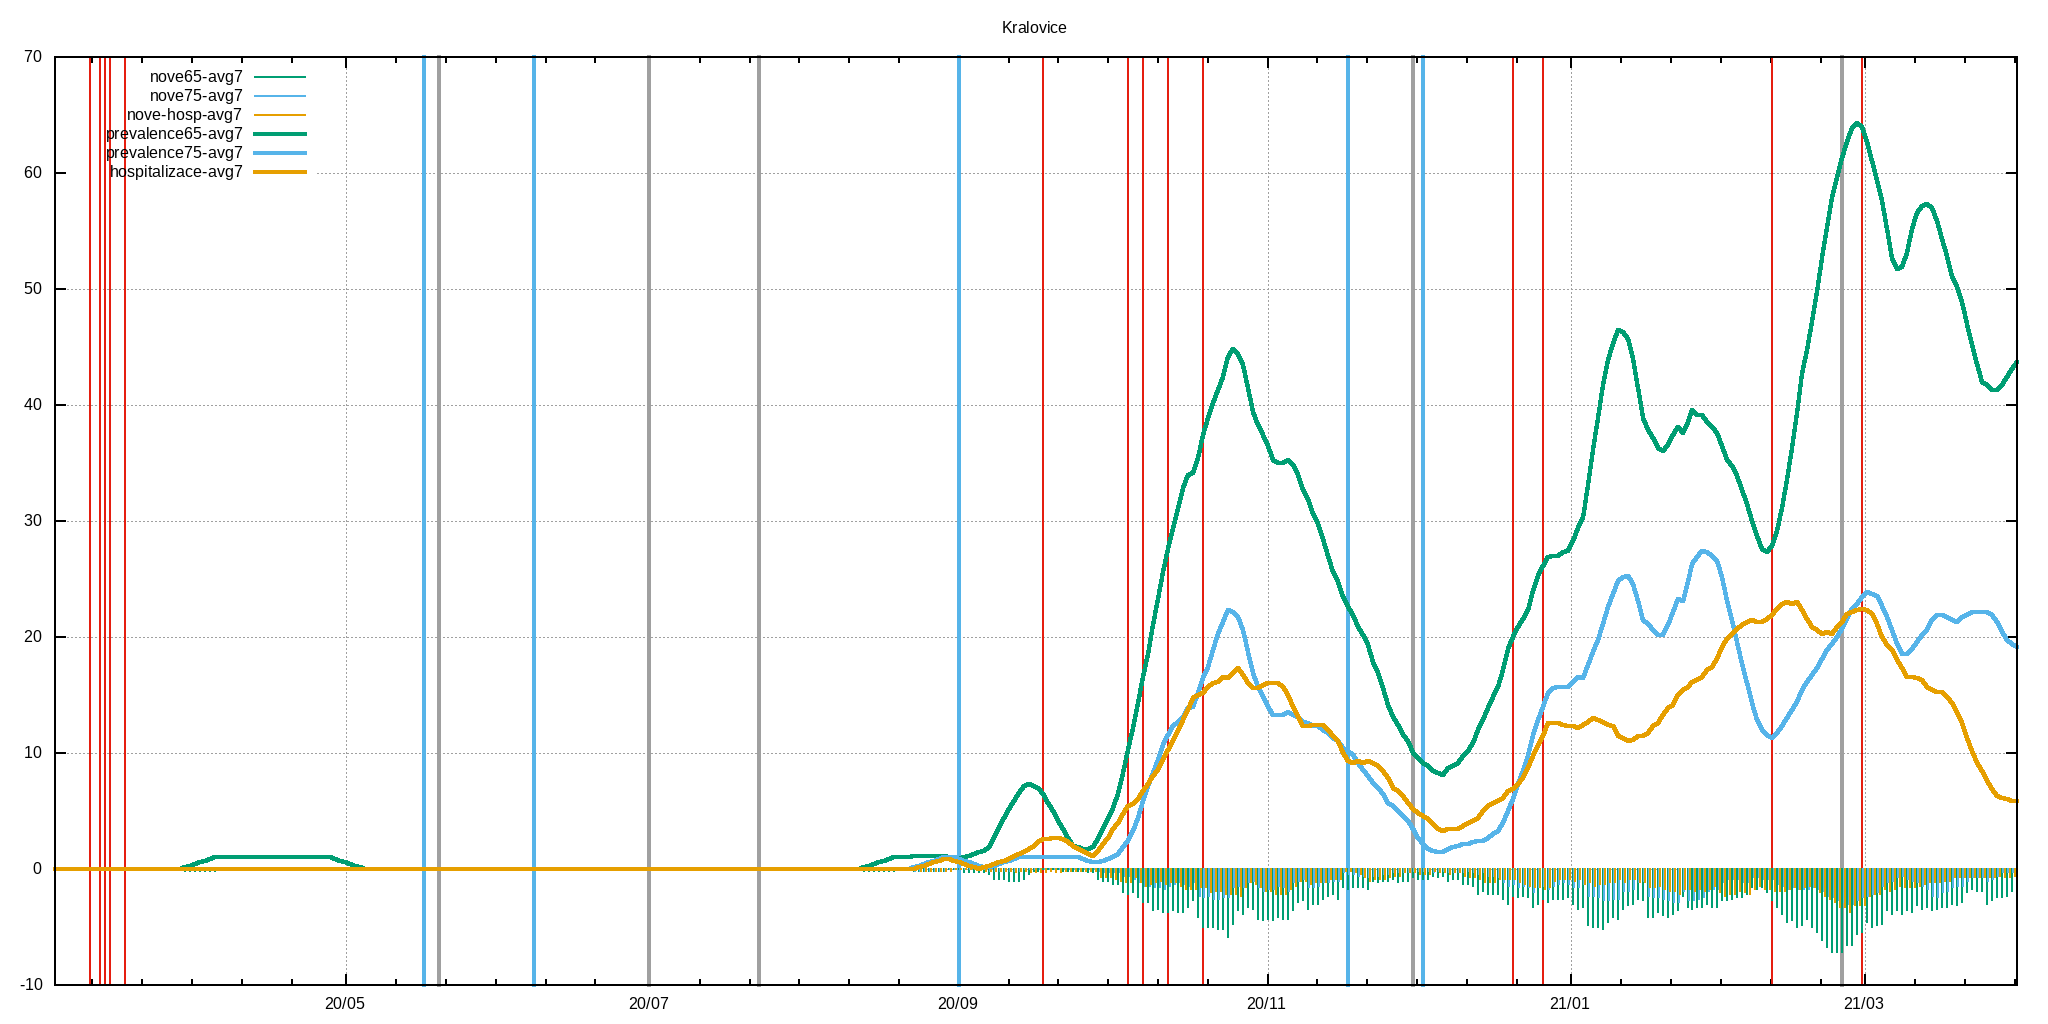 Kralovice
70
nove65-avg7
nove75-avg7
nove-hosp-avg7
prevalence65-avg7
prevalence75-avg7
hospitalizace-avg7
60
50
40
30
20
10
0
-10
20/05 20/07 20/09 20/11 21/01 21/03